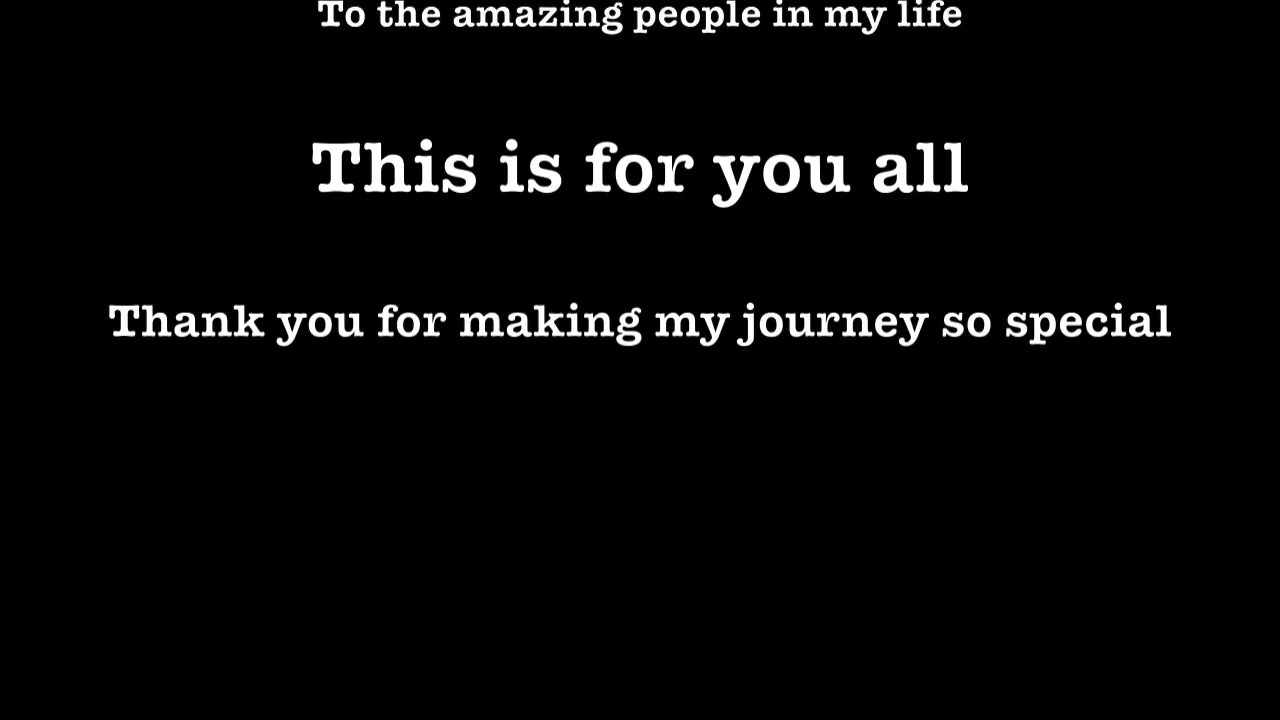 To the amazing people in my life
This is for you all
Thank you for making my journey so special